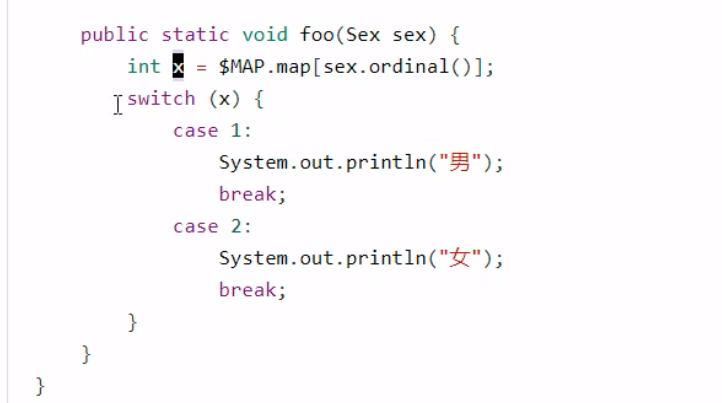 public static void foo(Sex sex) {
int x = $MAP.map[sex.ordinal()];
switch (x) {
case 1:
System.out.println("男");
break;
case 2:
System.out.println("女");
break;
}
}
}